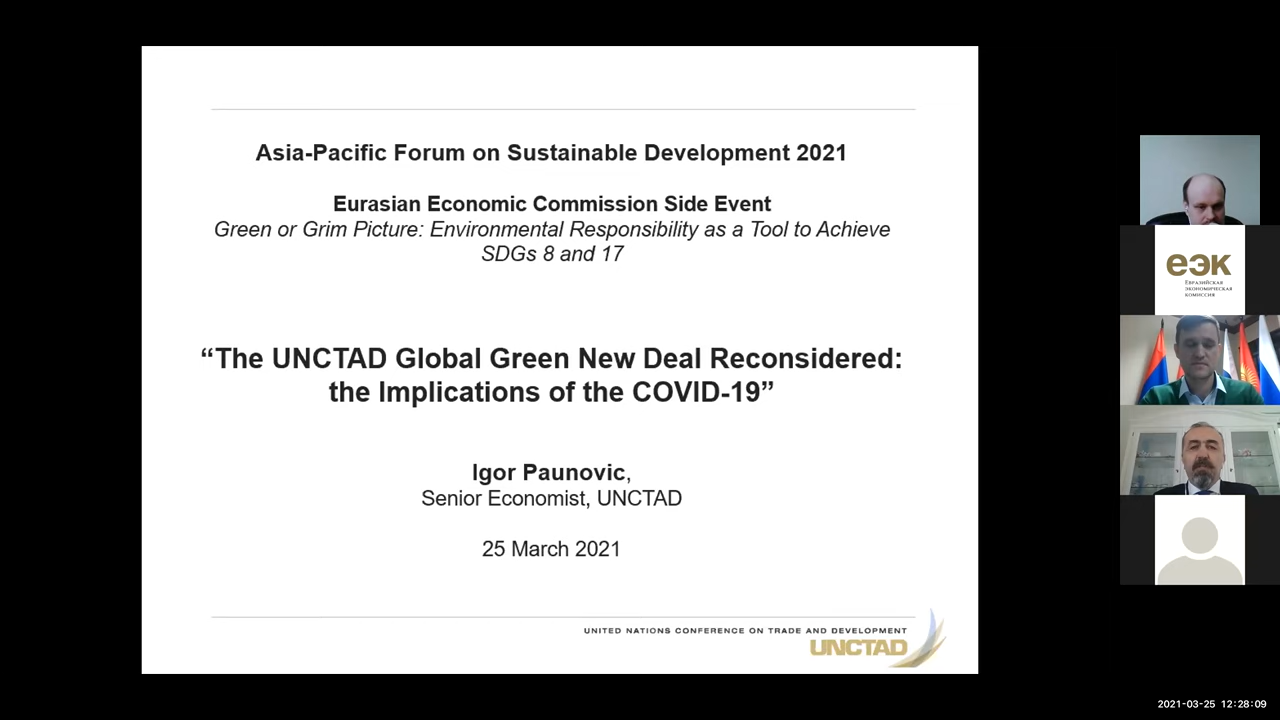 Asia-Pacific Forum on Sustainable Development 2021
Eurasian Economic Commission Side Event
Green or Grim Picture: Environmental Responsibility as a Tool to Achieve
SDGs 8 and 17
“The UNCTAD Global Green New Deal Reconsidered:
the Implications of the COVID-19”
Igor Paunovic,
Senior Economist, UNCTAD
25 March 2021
UNITED NATIONS CONFERENCE ON TRADE AND DEVELOPMENT
UNCTAD
еэк
Евразийская
экономическая
комиссия
2021-03-25 12:28:09